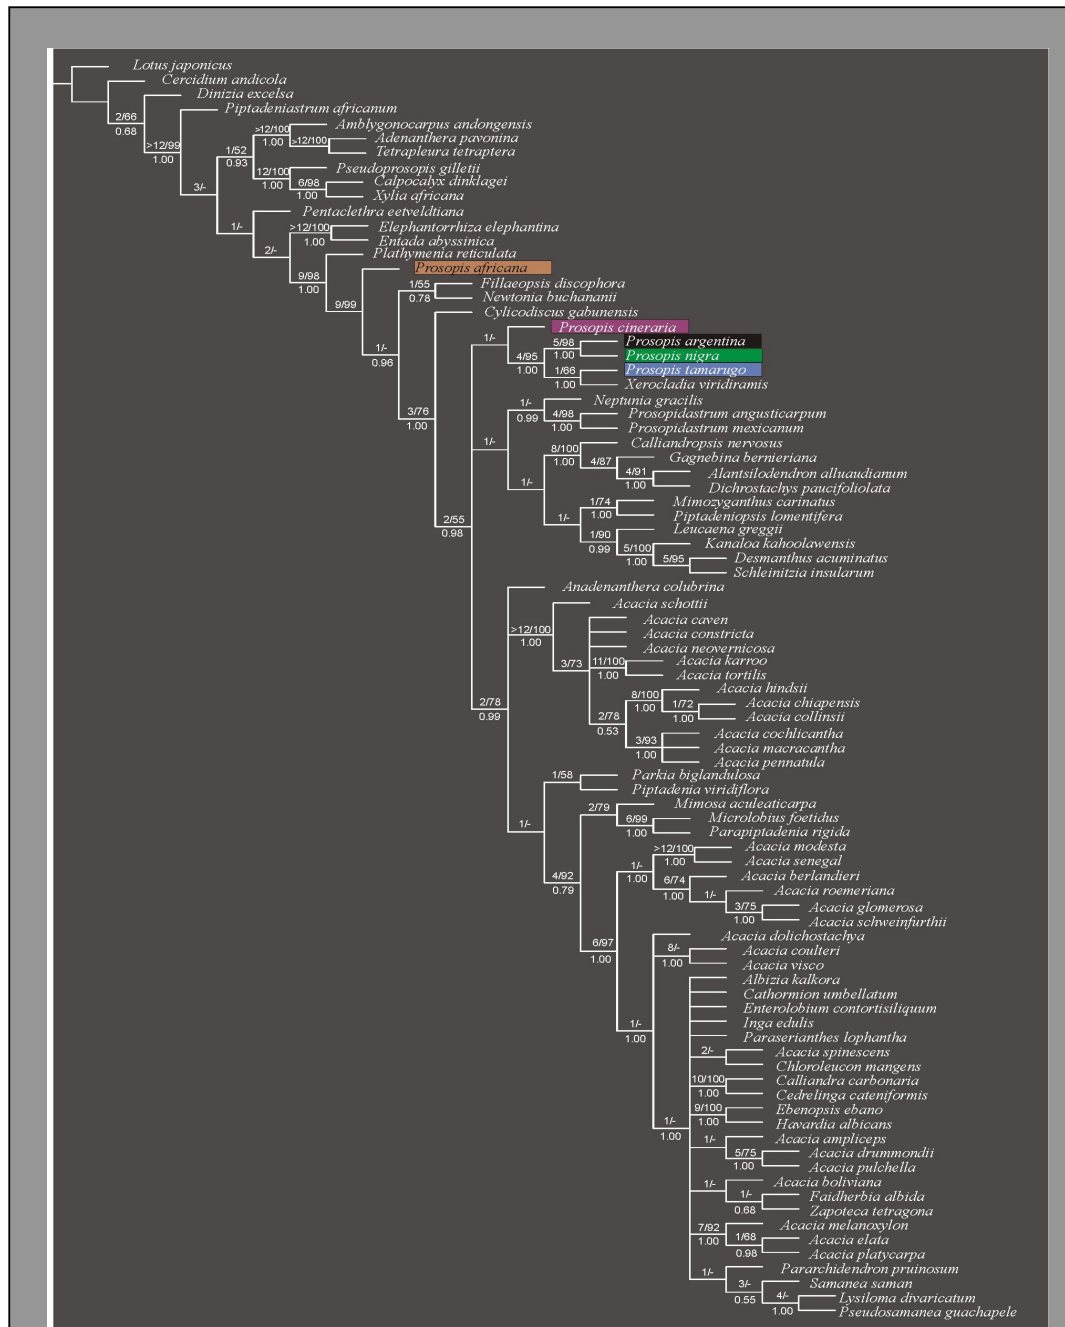 Lotus japonicus
Cercidium andicola
Dinizia excelsa
2/66
0.68
Piptadeniastrum africanum
>12/99
1.00
Amblygonocarpus andongensis
>12/100
1.00
Adenanthera pavonina
>12/100
Tetrapleura tetraptera
1/52
0.93
Pseudoprosopis gilletii
12/100
1.00
Calpocalyx dinklagei
6/98
1.00
Xylia africana
3/-
Pentaclethra eetveldtiana
1/-
Elephantorrhiza elephantina
>12/100
1.00
Entada abyssinica
2/-
Plathymenia reticulata
9/98
1.00
Prosopis africana
9/99
Fillaeopsis discophora
1/55
0.78
Newtonia buchananii
1/-
0.96
Cylicodiscus gabunensis
3/76
1.00
Prosopis cineraria
1/-
Prosopis argentina
5/98
1.00
Prosopis nigra
4/95
1.00
Prosopis tamarugo
1/66
1.00
Xerocladia viridiramis
Neptunia gracilis
1/-
0.99
Prosopidastrum angusticarpum
4/98
1.00
Prosopidastrum mexicanum
1/-
Calliandropsis nervosus
8/100
1.00
Gagnebina bernieriana
4/87
Alantsilodendron alluaudianum
4/91
1.00
Dichrostachys paucifoliolata
1/-
Mimozyganthus carinatus
1/74
1.00
Piptadeniopsis lomentifera
1/-
Leucaena greggii
1/90
0.99
Kanaloa kahoolawensis
5/100
1.00
Desmanthus acuminatus
5/95
Schleinitzia insularum
2/55
0.98
Anadenanthera colubrina
Acacia schottii
>12/100
1.00
Acacia caven
Acacia constricta
Acacia neovernicosa
Acacia karroo
11/100
1.00
Acacia tortilis
3/73
Acacia hindsii
8/100
1.00
Acacia chiapensis
1/72
1.00
Acacia collinsii
2/78
0.53
Acacia cochlicantha
3/93
1.00
Acacia macracantha
Acacia pennatula
2/78
0.99
Parkia biglandulosa
1/58
Piptadenia viridiflora
1/-
Mimosa aculeaticarpa
2/79
Microlobius foetidus
6/99
1.00
Parapiptadenia rigida
4/92
0.79
Acacia modesta
>12/100
1.00
Acacia senegal
1/-
1.00
Acacia berlandieri
6/74
1.00
Acacia roemeriana
1/-
Acacia glomerosa
3/75
1.00
Acacia schweinfurthii
6/97
1.00
Acacia dolichostachya
Acacia coulteri
8/-
1.00
Acacia visco
1/-
1.00
Albizia kalkora
Cathormion umbellatum
Enterolobium contortisiliquum
Inga edulis
Paraserianthes lophantha
Acacia spinescens
2/-
Chloroleucon mangens
Calliandra carbonaria
10/100
1.00
Cedrelinga cateniformis
Ebenopsis ebano
9/100
1.00
Havardia albicans
1/-
1.00
Acacia ampliceps
1/-
Acacia drummondii
5/75
1.00
Acacia pulchella
Acacia boliviana
1/-
Faidherbia albida
1/-
0.68
Zapoteca tetragona
Acacia melanoxylon
7/92
1.00
Acacia elata
1/68
0.98
Acacia platycarpa
Pararchidendron pruinosum
1/-
Samanea saman
3/-
0.55
Lysiloma divaricatum
4/-
1.00
Pseudosamanea guachapele